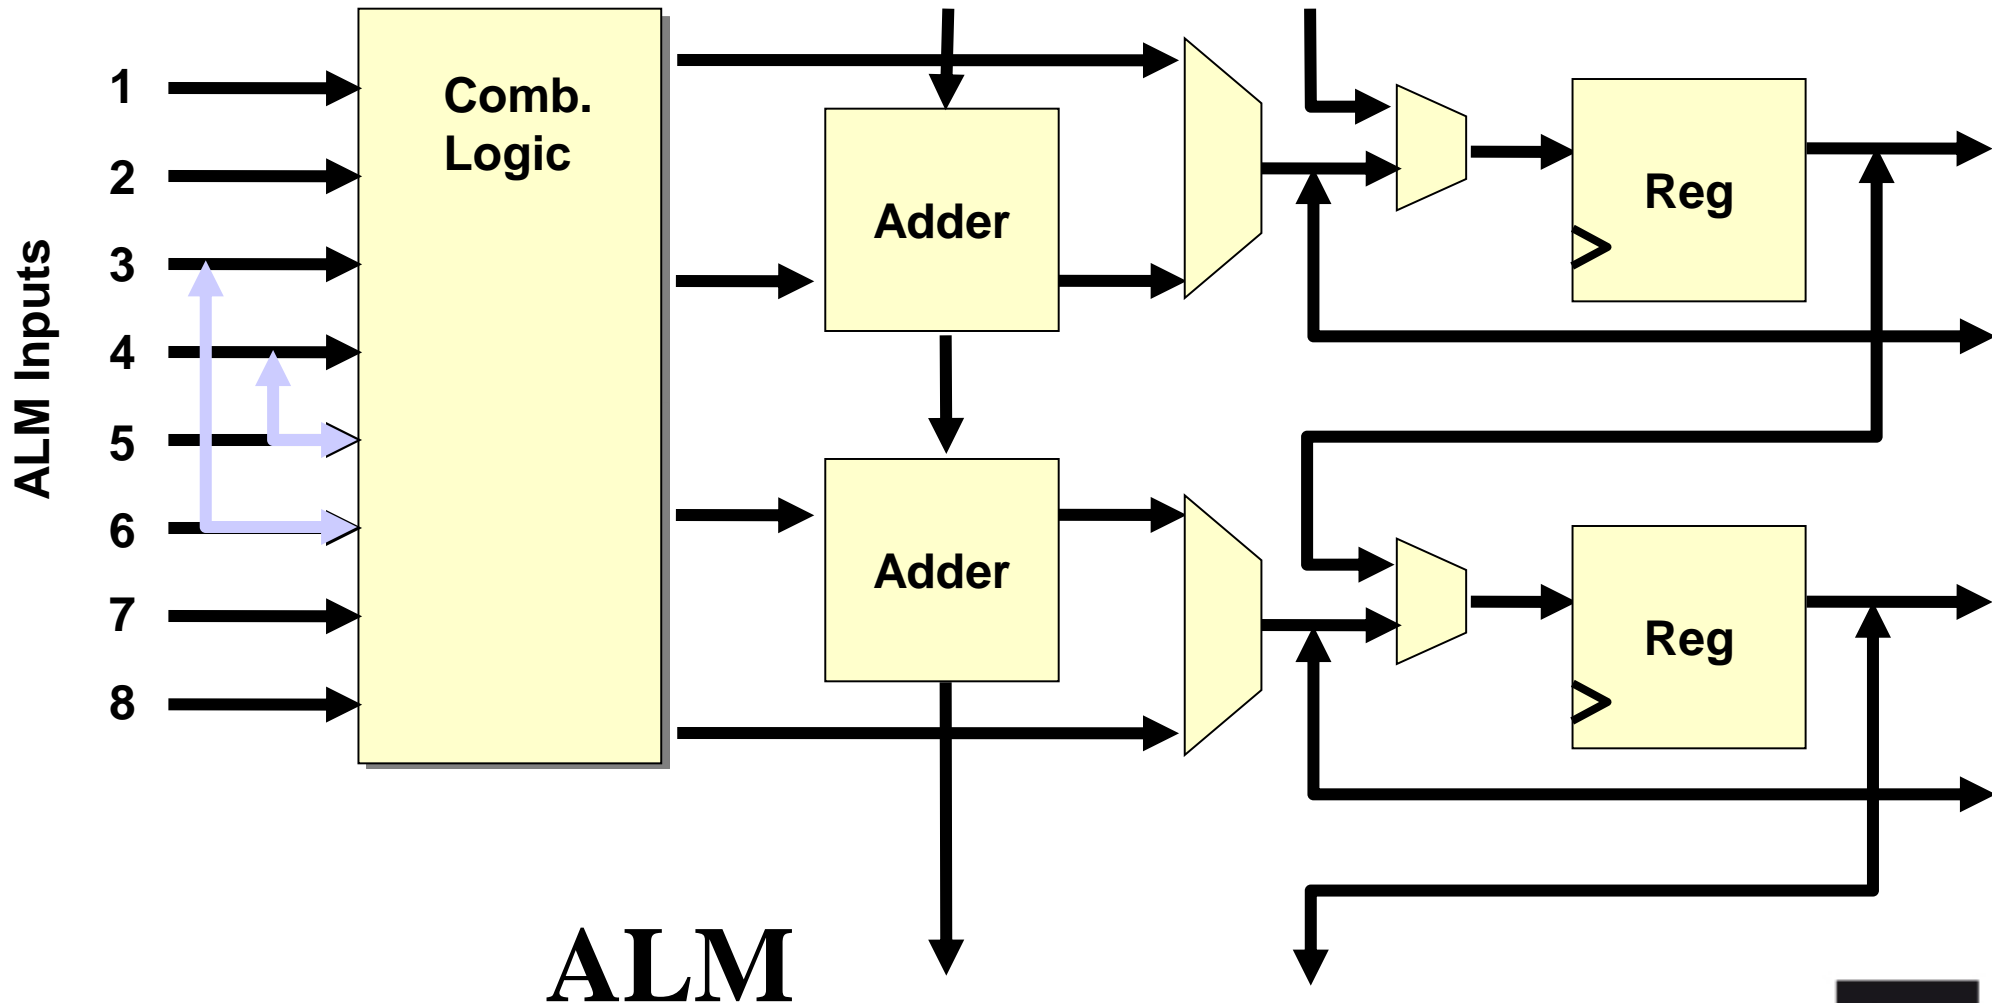 ALM Inputs
1
2
3
4
5
6
7
8
Comb.
Logic
Adder
Adder
Reg
Reg
ALM